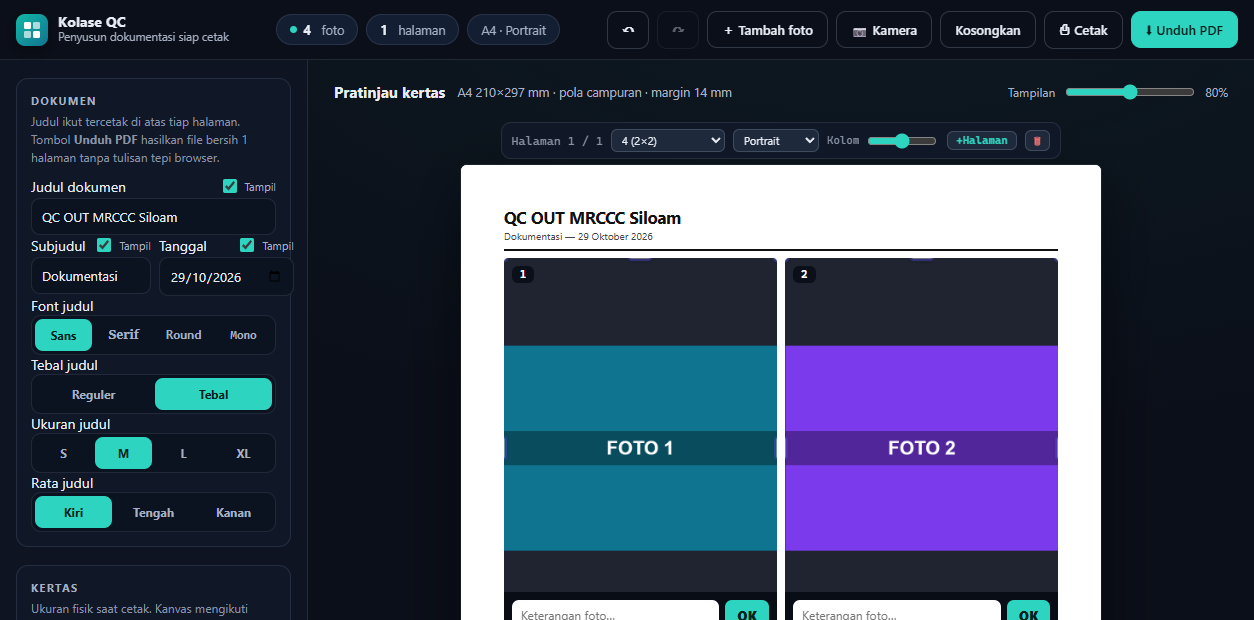 Kolase QC
Penyusun dokumentasi siap cetak
4 foto
1 halaman
A4 · Portrait
+ Tambah foto
Kamera
Kosongkan
Cetak
Unduh PDF
DOKUMEN
Judul ikut tercetak di atas tiap halaman.
Tombol Unduh PDF hasilkan file bersih 1
halaman tanpa tulisan tepi browser.
Judul dokumen
Tampil
QC OUT MRCCC Siloam
Subjudul
Tampil
Tanggal
Tampil
Dokumentasi
29/10/2026
Font judul
Sans
Serif
Round
Mono
Tebal judul
Reguler
Tebal
Ukuran judul
S
M
L
XL
Rata judul
Kiri
Tengah
Kanan
KERTAS
Ukuran fisik saat cetak. Kanvas mengikuti
Pratinjau kertas
A4 210×297 mm · pola campuran · margin 14 mm
Tampilan
80%
Halaman 1 / 1
4 (2×2)
Portrait
Kolom
+Halaman
QC OUT MRCCC Siloam
Dokumentasi — 29 Oktober 2026
1
2
FOTO 1
FOTO 2
Keterangan foto...
OK
Keterangan foto...
OK